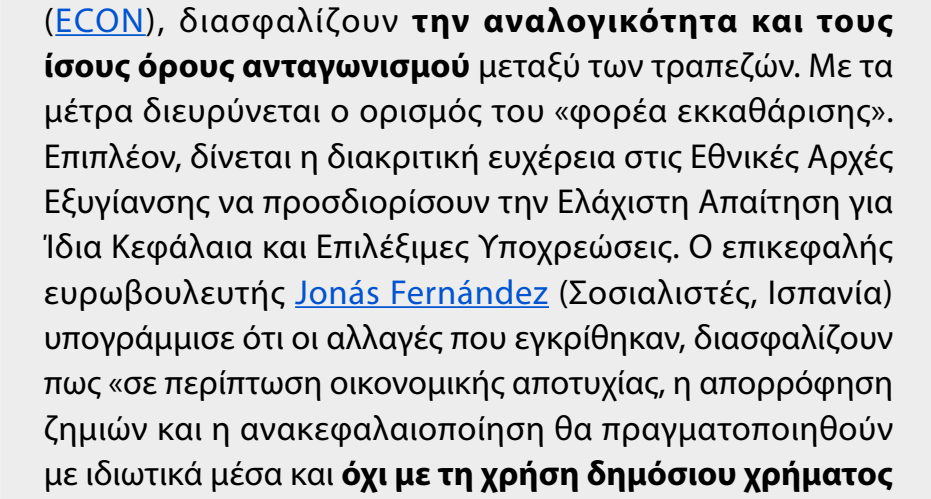 (ECON), διασφαλίζουν την αναλογικότητα και τους
ίσους όρους ανταγωνισμού μεταξύ των τραπεζών. Με τα
μέτρα διευρύνεται ο ορισμός του «φορέα εκκαθάρισης».
Επιπλέον, δίνεται η διακριτική ευχέρεια στις Εθνικές Αρχές
Εξυγίανσης να προσδιορίσουν την Ελάχιστη Απαίτηση για
Ίδια Κεφάλαια και Επιλέξιμες Υποχρεώσεις. Ο επικεφαλής
ευρωβουλευτής Jonás Fernández (Σοσιαλιστές, Ισπανία)
υπογράμμισε ότι οι αλλαγές που εγκρίθηκαν, διασφαλίζουν
πως «σε περίπτωση οικονομικής αποτυχίας, η απορρόφηση
ζημιών και η ανακεφαλαιοποίηση θα πραγματοποιηθούν
με ιδιωτικά μέσα και όχι με τη χρήση δημόσιου χρήματος